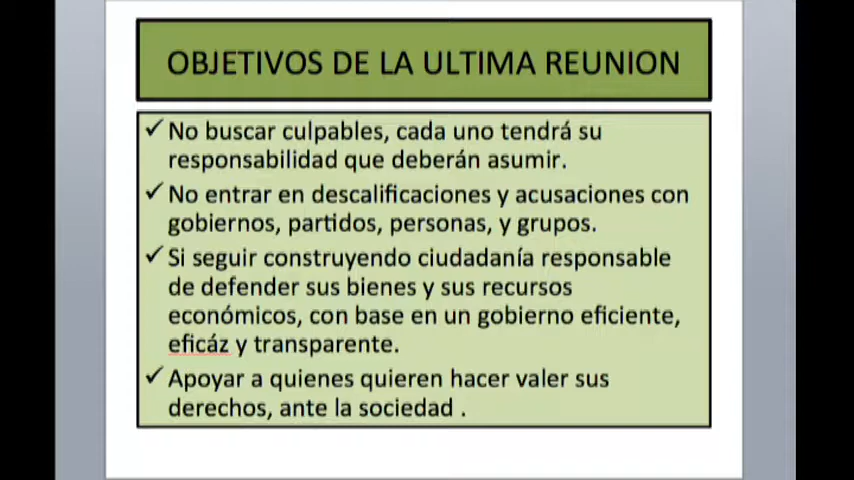 OBJETIVOS DE LA ULTIMA REUNION
No buscar culpables, cada uno tendrá su
responsabilidad que deberán asumir.
No entrar en descalificaciones y acusaciones con
gobiernos, partidos, personas, y grupos.
Si seguir construyendo ciudadanía responsable
de defender sus bienes y sus recursos
económicos, con base en un gobierno eficiente,
eficáz y transparente.
Apoyar a quienes quieren hacer valer sus
derechos, ante la sociedad .